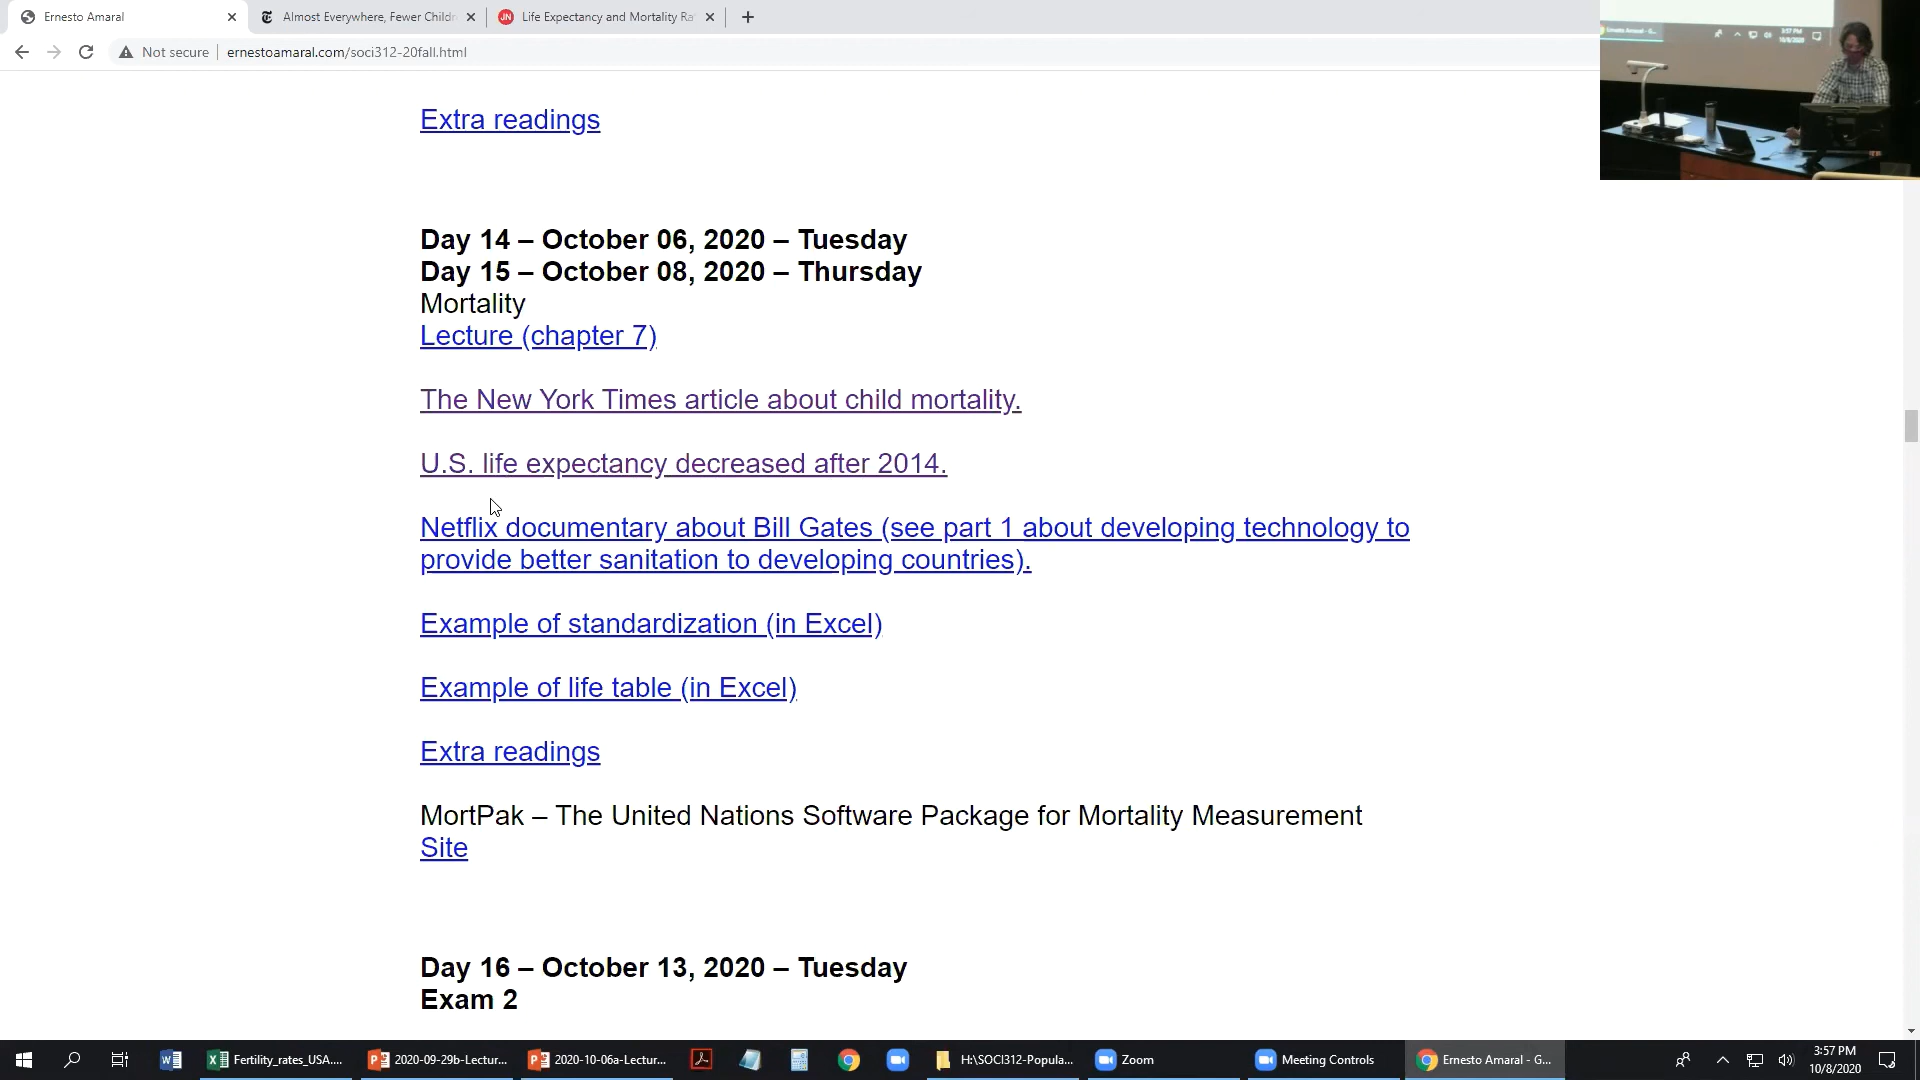 Ernesto Amaral
Almost Everywhere, Fewer Childr
Life Expectancy and Mortality Ra
Not secure
ernestoamaral.com/soci312-20fall.html
3:57 PM
10/8/2020
Extra readings
Day 14 – October 06, 2020 – Tuesday
Day 15 – October 08, 2020 – Thursday
Mortality
Lecture (chapter 7)
The New York Times article about child mortality.
U.S. life expectancy decreased after 2014.
Netflix documentary about Bill Gates (see part 1 about developing technology to
provide better sanitation to developing countries).
Example of standardization (in Excel)
Example of life table (in Excel)
Extra readings
MortPak – The United Nations Software Package for Mortality Measurement
Site
Day 16 – October 13, 2020 – Tuesday
Exam 2
Fertility_rates_USA....
2020-09-29b-Lectur...
2020-10-06a-Lectur...
H:\SOCI312-Popula...
Zoom
Meeting Controls
Ernesto Amaral - G...
3:57 PM
10/8/2020